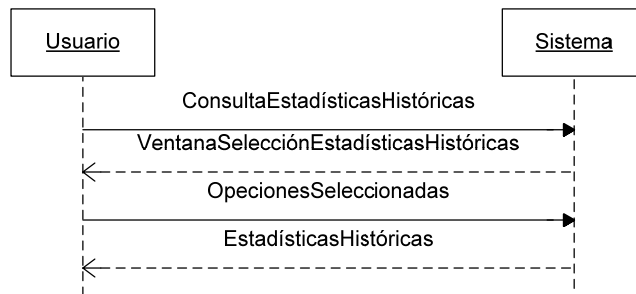 Usuario
Sistema
ConsultaEstadísticasHistóricas
VentanaSelecciónEstadísticasHistóricas
OpecionesSeleccionadas
EstadísticasHistóricas